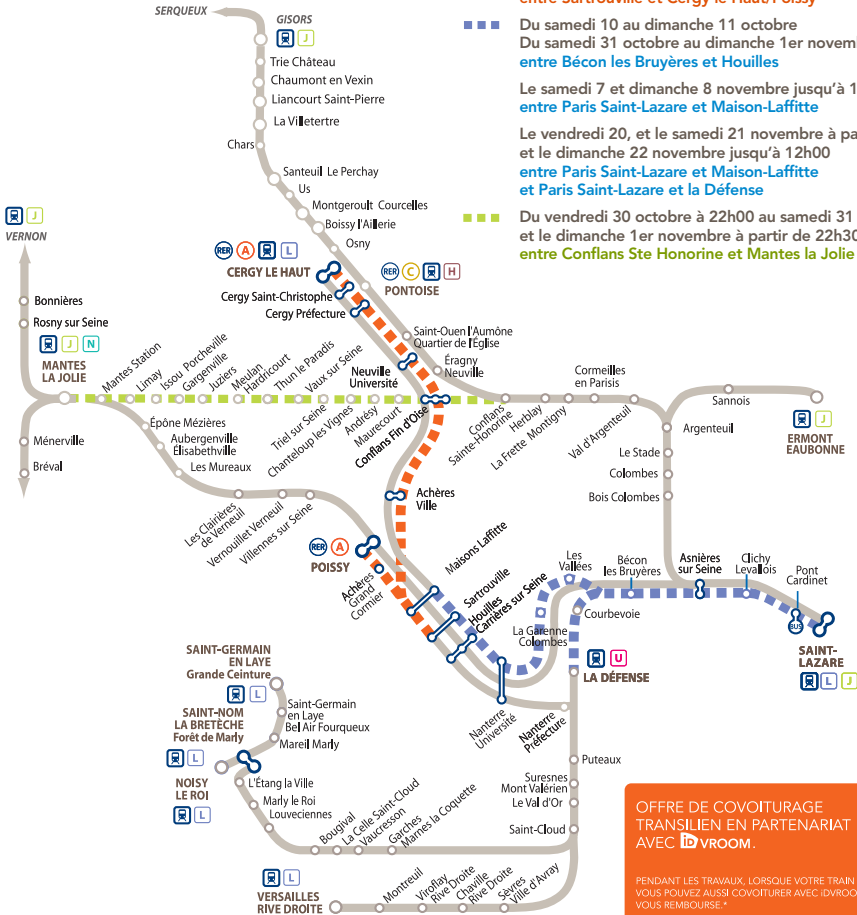 entre Sartrouville et Cergy le Haut/Poissy
Du samedi 10 au dimanche 11 octobre
Du samedi 31 octobre au dimanche 1er
entre Bécon les Bruyères et Houilles
Le samedi 7 et dimanche 8 novembre jusqu'à
entre Paris Saint-Lazare et Maison-Laffitte
Le vendredi 20, et le samedi 21 novembre à
et le dimanche 22 novembre jusqu'à 12h00
entre Paris Saint-Lazare et Maison-Laffitte
et Paris Saint-Lazare et la Défense
Du vendredi 30 octobre à 22h00 au samedi 31
et le dimanche 1er novembre à partir de
entre Conflans Ste Honorine et Mantes la Jolie
SERQUEUX
GISORS
J
Trie Château
Chaumont en Vexin
Liancourt Saint-Pierre
La Villetertre
Chars
Santeuil Le Perchay
Us
Montgeroult Courcelles
Boissy l'Aillerie
Osny
J
VERNON
Bonnières
Rosny sur Seine
J N
MANTES
LA JOLIE
Ménerville
Bréval
RER A L
CERGY LE HAUT
Cergy Saint-Christophe
Cergy Préfecture
RER C H
PONTOISE
Saint-Ouen l'Aumône
Quartier de l'Église
Éragny
Neuville
Mantes Station
Limay
Issou Porcheville
Gargenville
Juziers
Meulan
Hardricourt
Thun le Paradis
Vaux sur Seine
Triel sur Seine
Chanteloup les Vignes
Andrésy
Maurecourt
Neuville
Université
Conflans Fin d'Oise
Conflans
Sainte-Honorine
Herblay
La Frette Montigny
Cormeilles
en Parisis
Val d'Argenteuil
Argenteuil
Sannois
J
ERMONT
EAUBONNE
Le Stade
Colombes
Bois Colombes
Épône Mézières
Aubergenville
Élisabethville
Les Mureaux
Les Clairières
de Verneuil
Vernouillet Verneuil
Villennes sur Seine
RER A
POISSY
Achères
Grand
Cormier
Achères
Ville
Maisons Laffitte
Sartrouville
Houilles
Carrières sur Seine
La Garenne
Colombes
Les
Vallées
Bécon
les Bruyères
Asnières
sur Seine
Clichy
Levallois
Pont
Cardinet
BUS
SAINT-
LAZARE
L J
Courbevoie
U
LA DÉFENSE
Nanterre
Université
Nanterre
Préfecture
Puteaux
Suresnes
Mont Valérien
Le Val d'Or
Saint-Cloud
SAINT-GERMAIN
EN LAYE
Grande Ceinture
L
Saint-Germain
en Laye
Bel Air Fourqueux
Mareil Marly
SAINT-NOM
LA BRETÈCHE
Forêt de Marly
L
NOISY
LE ROI
L
L'Étang la Ville
Marly le Roi
Louveciennes
Bougival
La Celle Saint-Cloud
Vaucresson
Garches
Marnes la Coquette
L
VERSAILLES
RIVE DROITE
Montreuil
Viroflay
Rive Droite
Chaville
Rive Droite
Sèvres
Ville d'Avray
OFFRE DE COVOITURAGE
TRANSILIEN EN PARTENARIAT
AVEC iD VROOM.
PENDANT LES TRAVAUX, LORSQUE VOTRE TRAIN
VOUS POUVEZ AUSSI COVOITURER AVEC
VOUS REMBOURSE.*